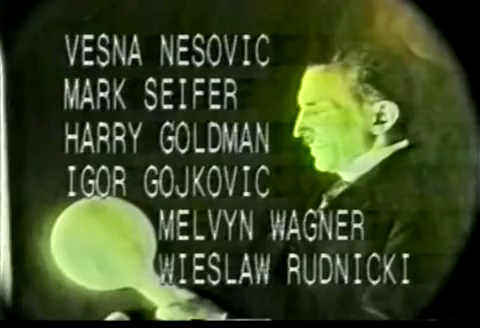 VESNA NESOVIC
MARK SEIFER
HARRY GOLDMAN
IGOR GOJKOVIC
MELVYN WAGNER
WIESLAW RUDNICKI